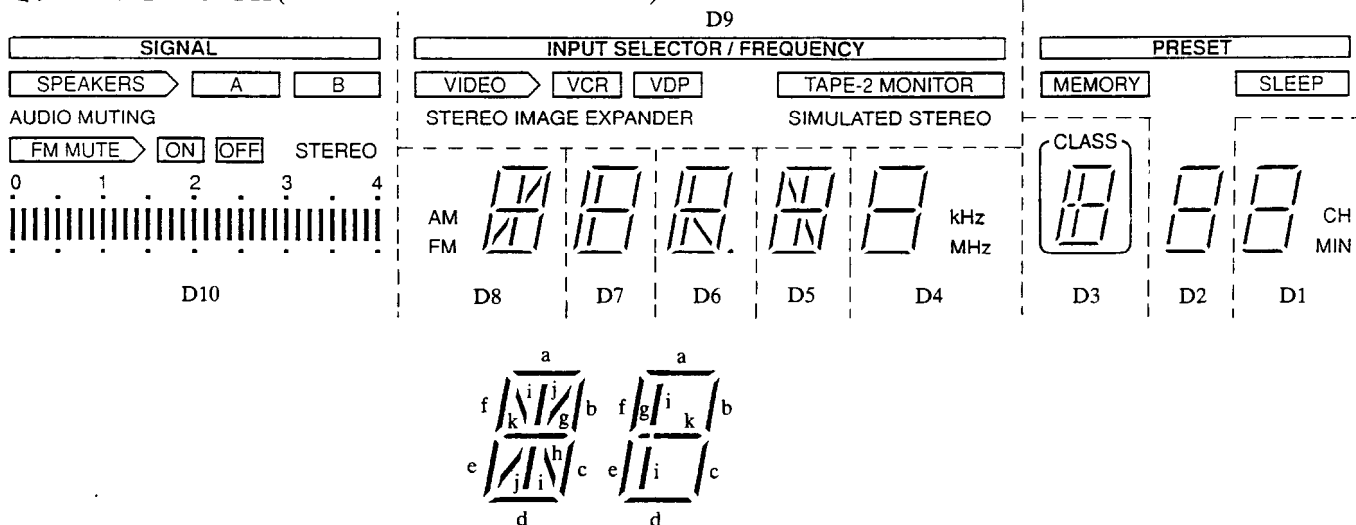 D9
SIGNAL INPUT SELECTOR / FREQUENCY PRESET
SPEAKERS A B VIDEO VCR VDP TAPE-2 MONITOR MEMORY SLEEP
AUDIO MUTING STEREO IMAGE EXPANDER SIMULATED STEREO
FM MUTE ON OFF STEREO CLASS
0 1 2 3 4
AM kHz CH
FM MHz MIN
D10 D8 D7 D6 D5 D4 D3 D2 D1
a a
f i j b f g i b
k g k
e h c e c
j i i
d d